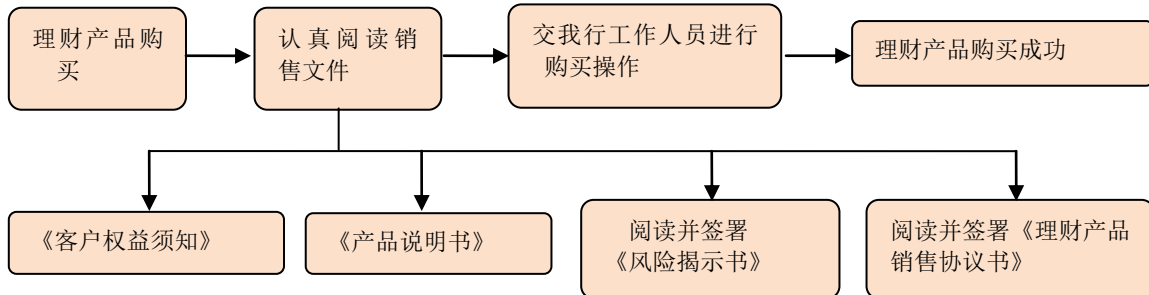 理财产品购
买
认真阅读销
售文件
交我行工作人员进行
购买操作
理财产品购买成功
《客户权益须知》
《产品说明书》
阅读并签署
《风险揭示书》
阅读并签署《理财产品
销售协议书》